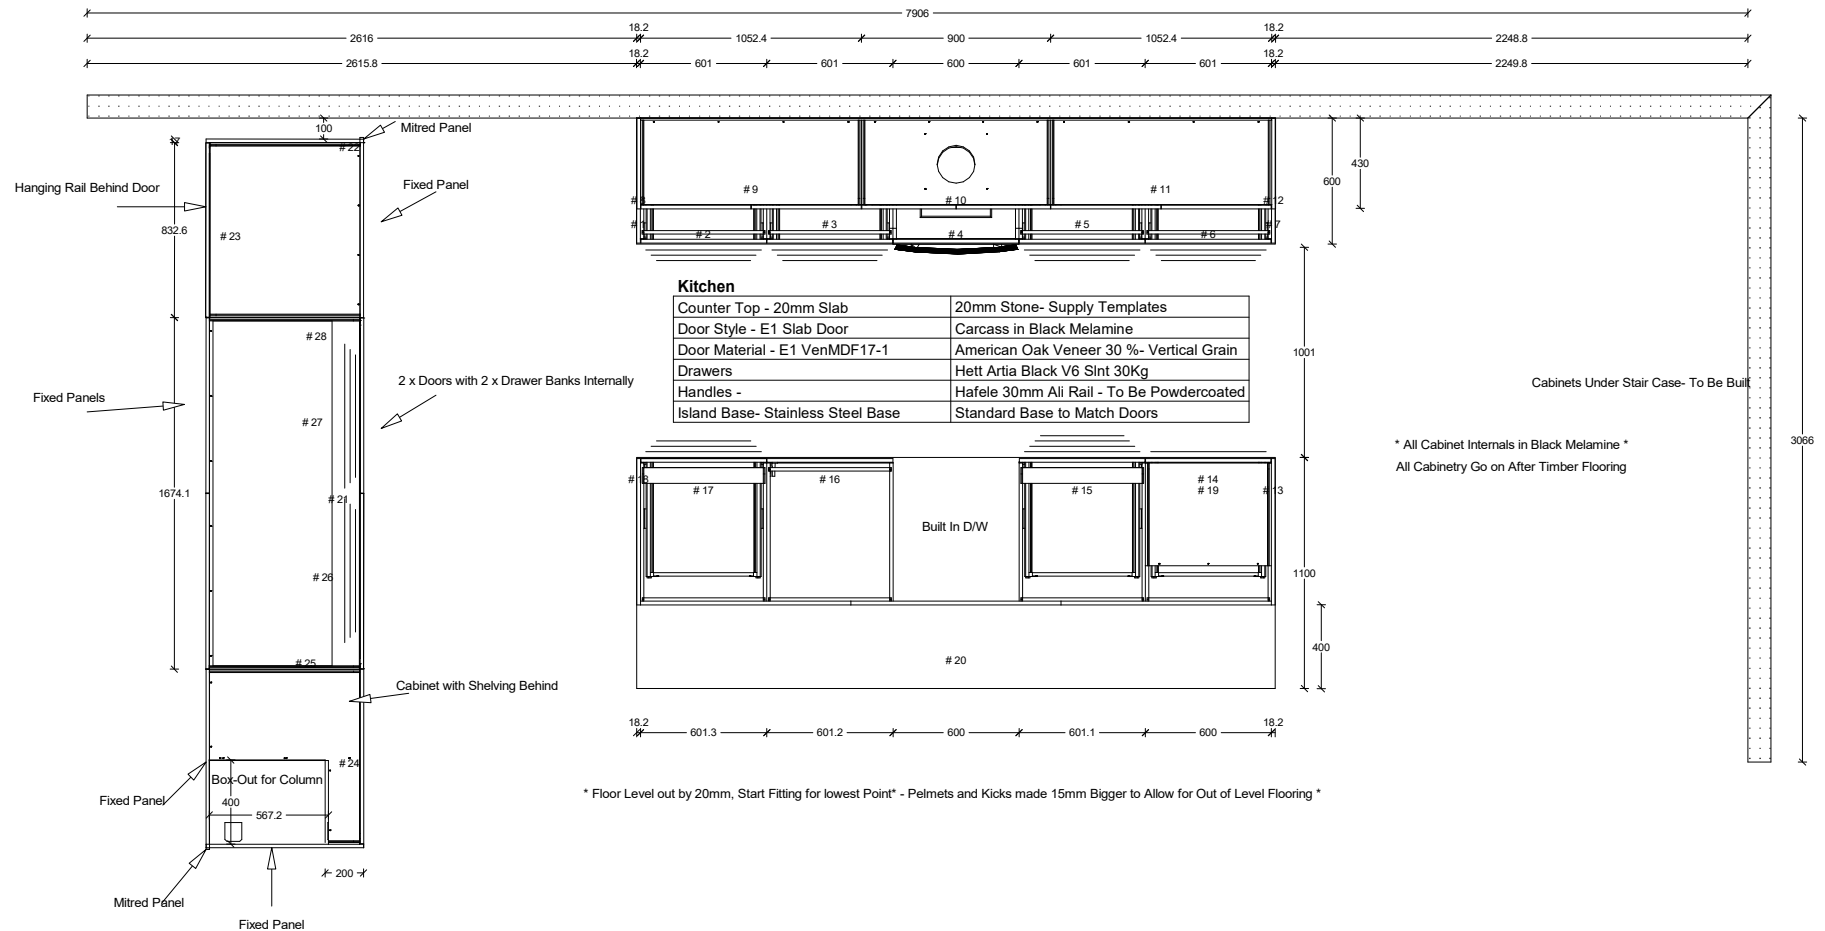 7906
2616 18.2 1052.4 900 1052.4 18.2 2248.8
2615.8 18.2 601 601 600 601 601 18.2 2249.8
100
Mitred Panel
# 22
17
Hanging Rail Behind Door
Fixed Panel
832.6
# 23
# 9 # 10 # 11
# 8 # 12
# 1 # 2 # 3 # 4 # 5 # 6 # 7
600
430
Kitchen
Counter Top - 20mm Slab 20mm Stone- Supply Templates
Door Style - E1 Slab Door Carcass in Black Melamine
Door Material - E1 VenMDF17-1 American Oak Veneer 30 %- Vertical Grain
Drawers Hett Artia Black V6 Slnt 30Kg
Handles - Hafele 30mm Ali Rail - To Be Powdercoated
Island Base- Stainless Steel Base Standard Base to Match Doors
1001
# 28
2 x Doors with 2 x Drawer Banks Internally
Fixed Panels
# 27
Cabinets Under Stair Case- To Be Built
* All Cabinet Internals in Black Melamine *
All Cabinetry Go on After Timber Flooring
3066
1674.1
# 21
# 18 # 17 # 16 # 15 # 14
# 19 # 13
Built In D/W
# 26
1100
400
# 25
# 20
Cabinet with Shelving Behind
18.2 601.3 601.2 600 601.1 600 18.2
# 24
Box-Out for Column
400
567.2
Fixed Panel
* Floor Level out by 20mm, Start Fitting for lowest Point* - Pelmets and Kicks made 15mm Bigger to Allow for Out of Level Flooring *
200
Mitred Panel
Fixed Panel